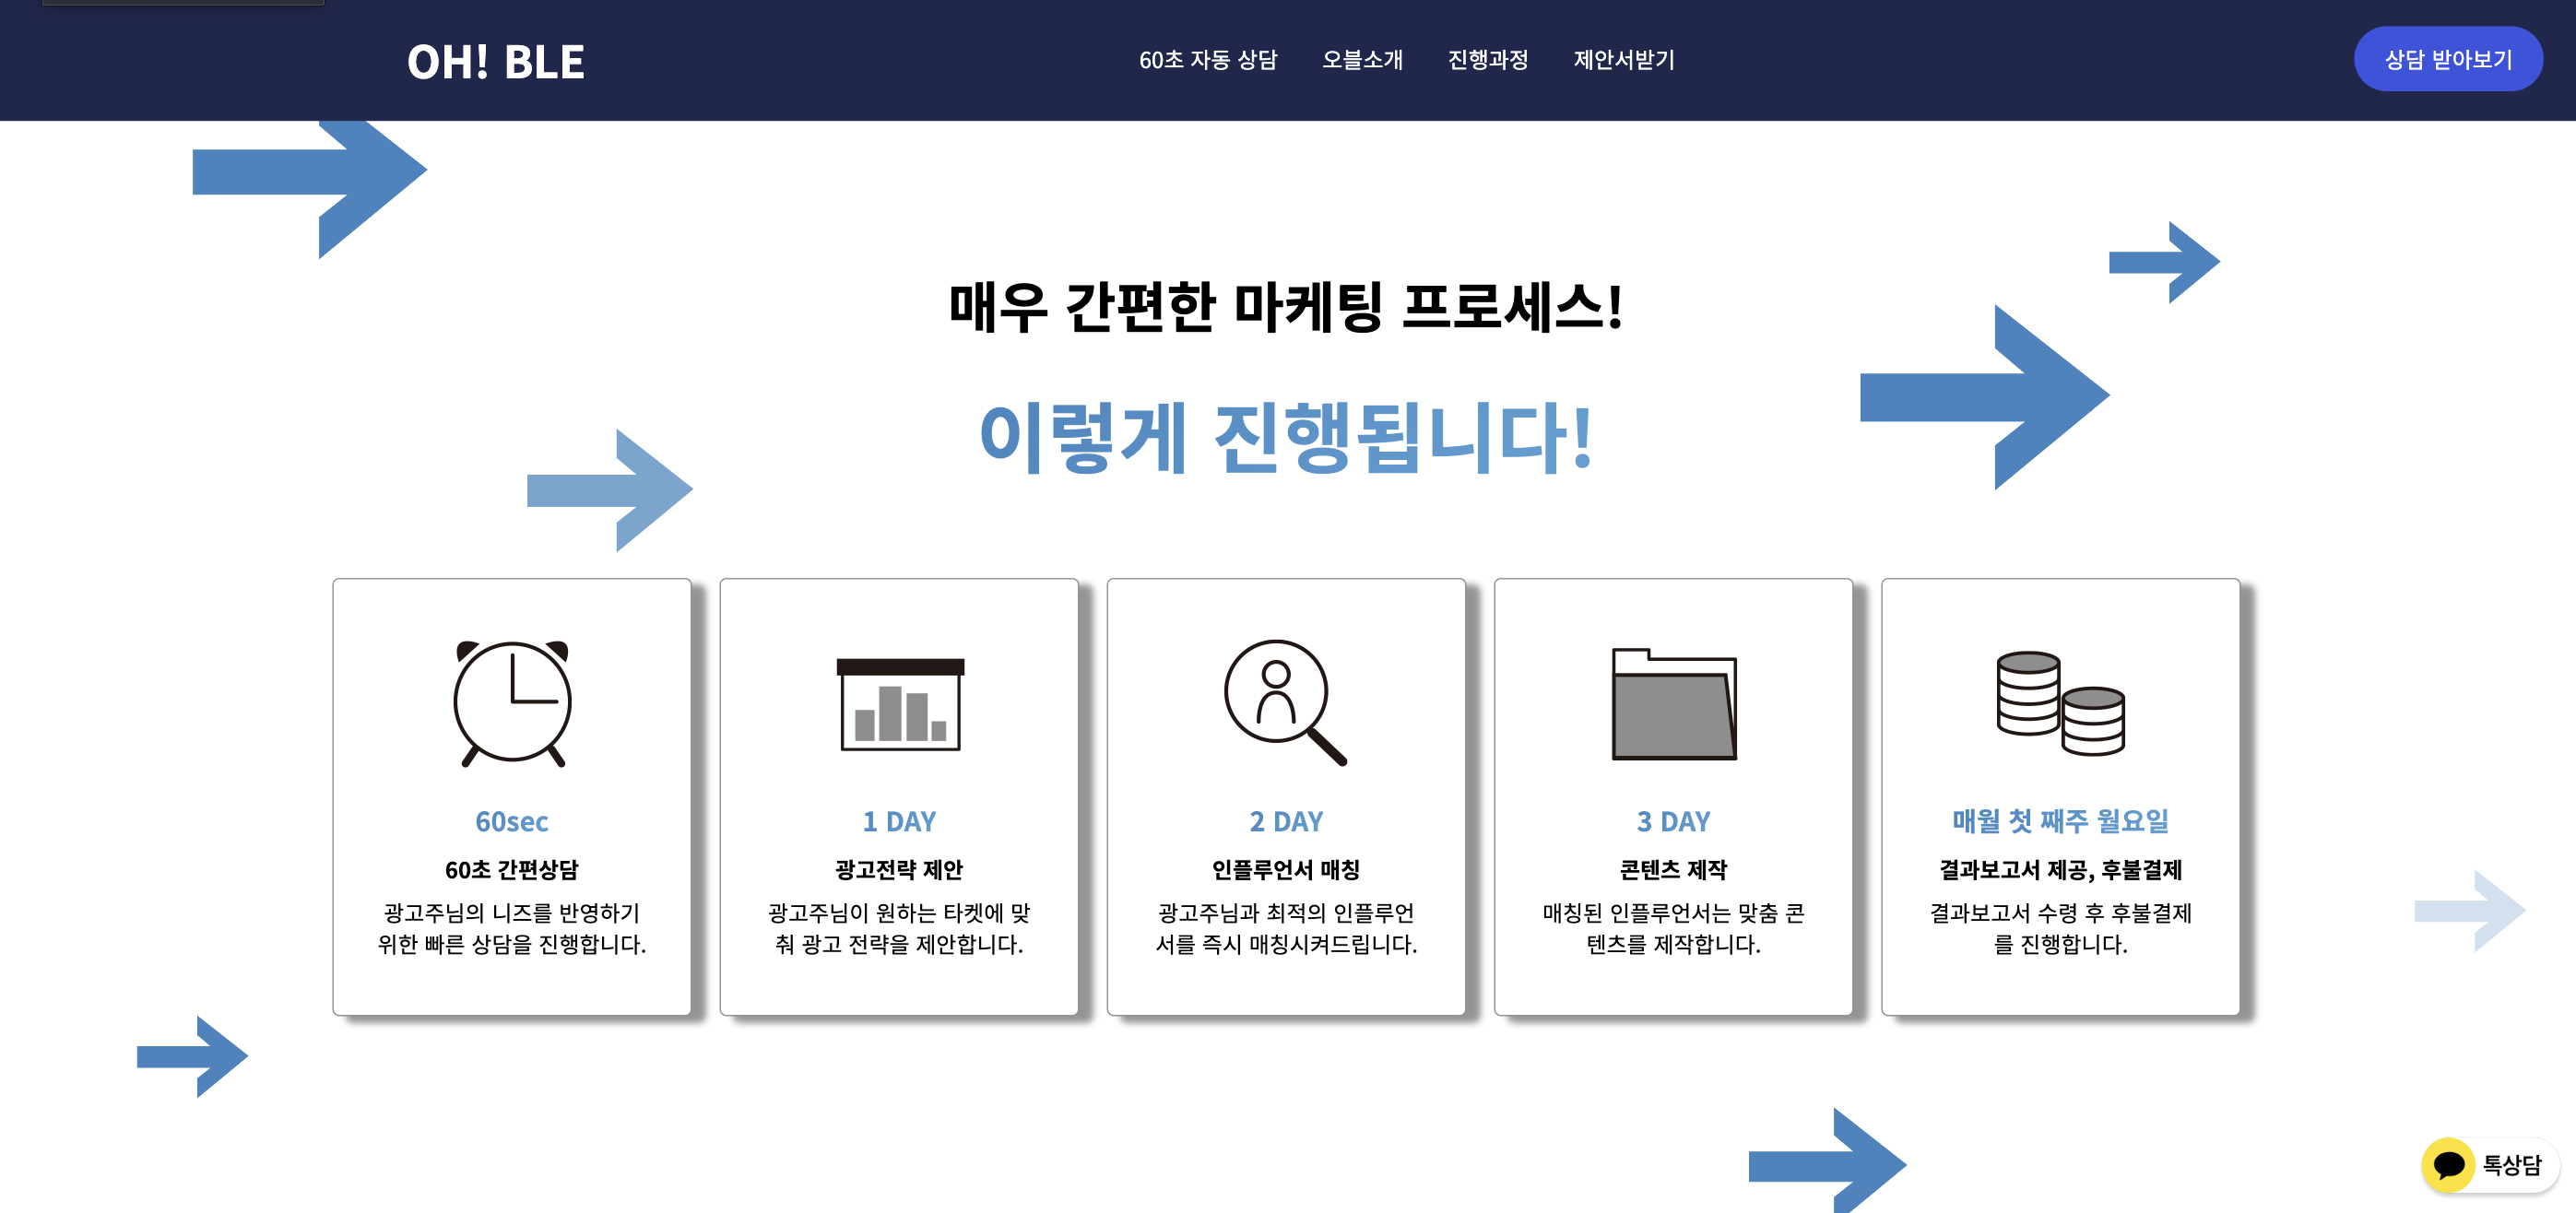 OH! BLE
60초 자동 상담
오블소개
진행과정
제안서받기
상담 받아보기
매우 간편한 마케팅 프로세스!
이렇게 진행됩니다!
60sec
60초 간편상담
광고주님의 니즈를 반영하기
위한 빠른 상담을 진행합니다.
1 DAY
광고전략 제안
광고주님이 원하는 타켓에 맞
춰 광고 전략을 제안합니다.
2 DAY
인플루언서 매칭
광고주님과 최적의 인플루언
서를 즉시 매칭시켜드립니다.
3 DAY
콘텐츠 제작
매칭된 인플루언서는 맞춤 콘
텐츠를 제작합니다.
매월 첫 째주 월요일
결과보고서 제공, 후불결제
결과보고서 수령 후 후불결제
를 진행합니다.
톡상담